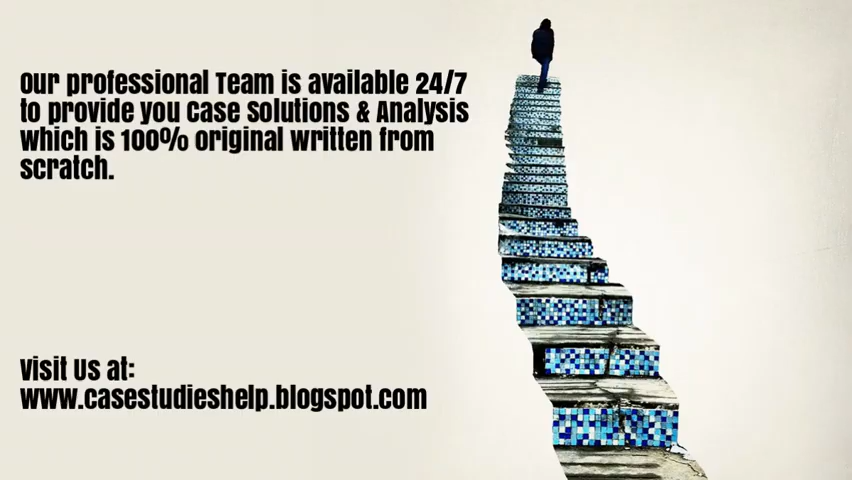 Our professional Team is available 24/7
to provide you Case Solutions & Analysis
which is 100% original written from
scratch.
Visit Us at:
www.casestudieshelp.blogspot.com